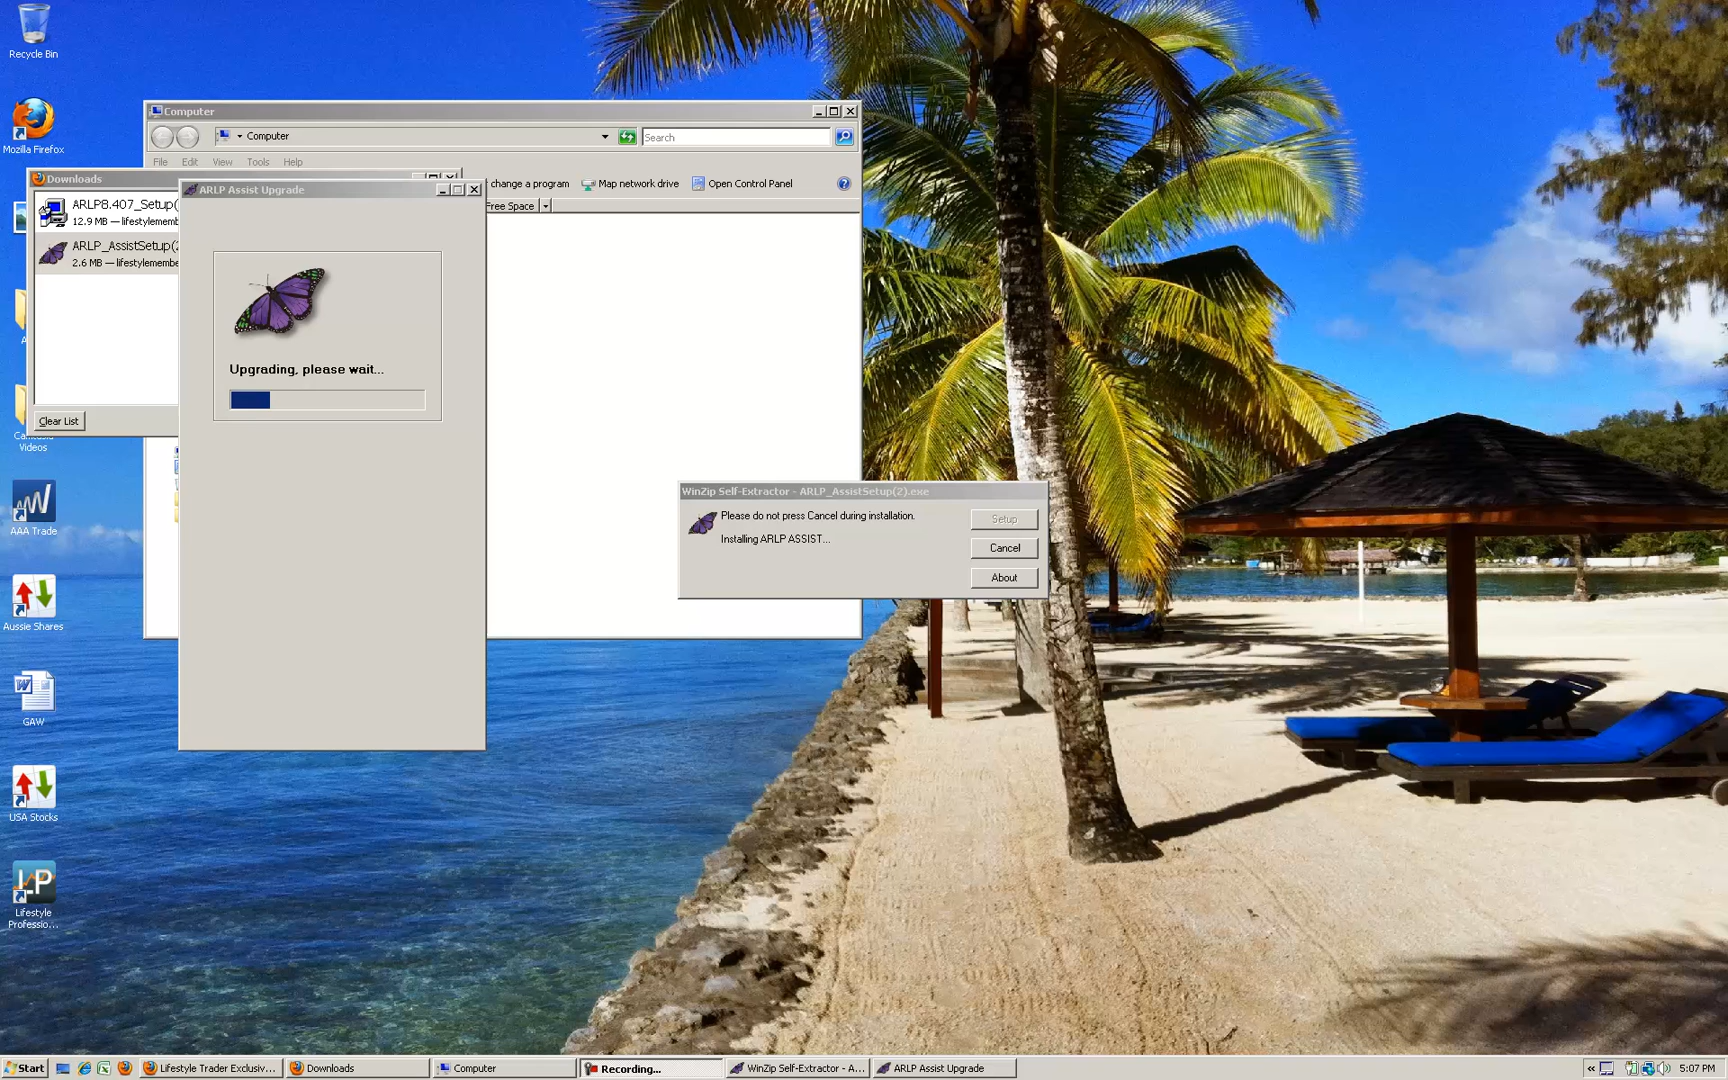 Recycle Bin
Mozilla Firefox
Computer
Computer
Search
File Edit View Tools Help
change a program
Map network drive
Open Control Panel
Free Space
Downloads
ARLP8.407_Setup(
12.9 MB — lifestylememb
ARLP_AssistSetup(2
2.6 MB — lifestylemembe
Clear List
ARLP Assist Upgrade
Upgrading, please wait...
WinZip Self-Extractor - ARLP_AssistSetup(2).exe
Please do not press Cancel during installation.
Installing ARLP ASSIST...
Setup
Cancel
About
Videos
AAA Trade
Aussie Shares
GAW
USA Stocks
LP
Lifestyle
Professio...
Start
Lifestyle Trader Exclusiv...
Downloads
Computer
Recording...
WinZip Self-Extractor - A...
ARLP Assist Upgrade
5:07 PM